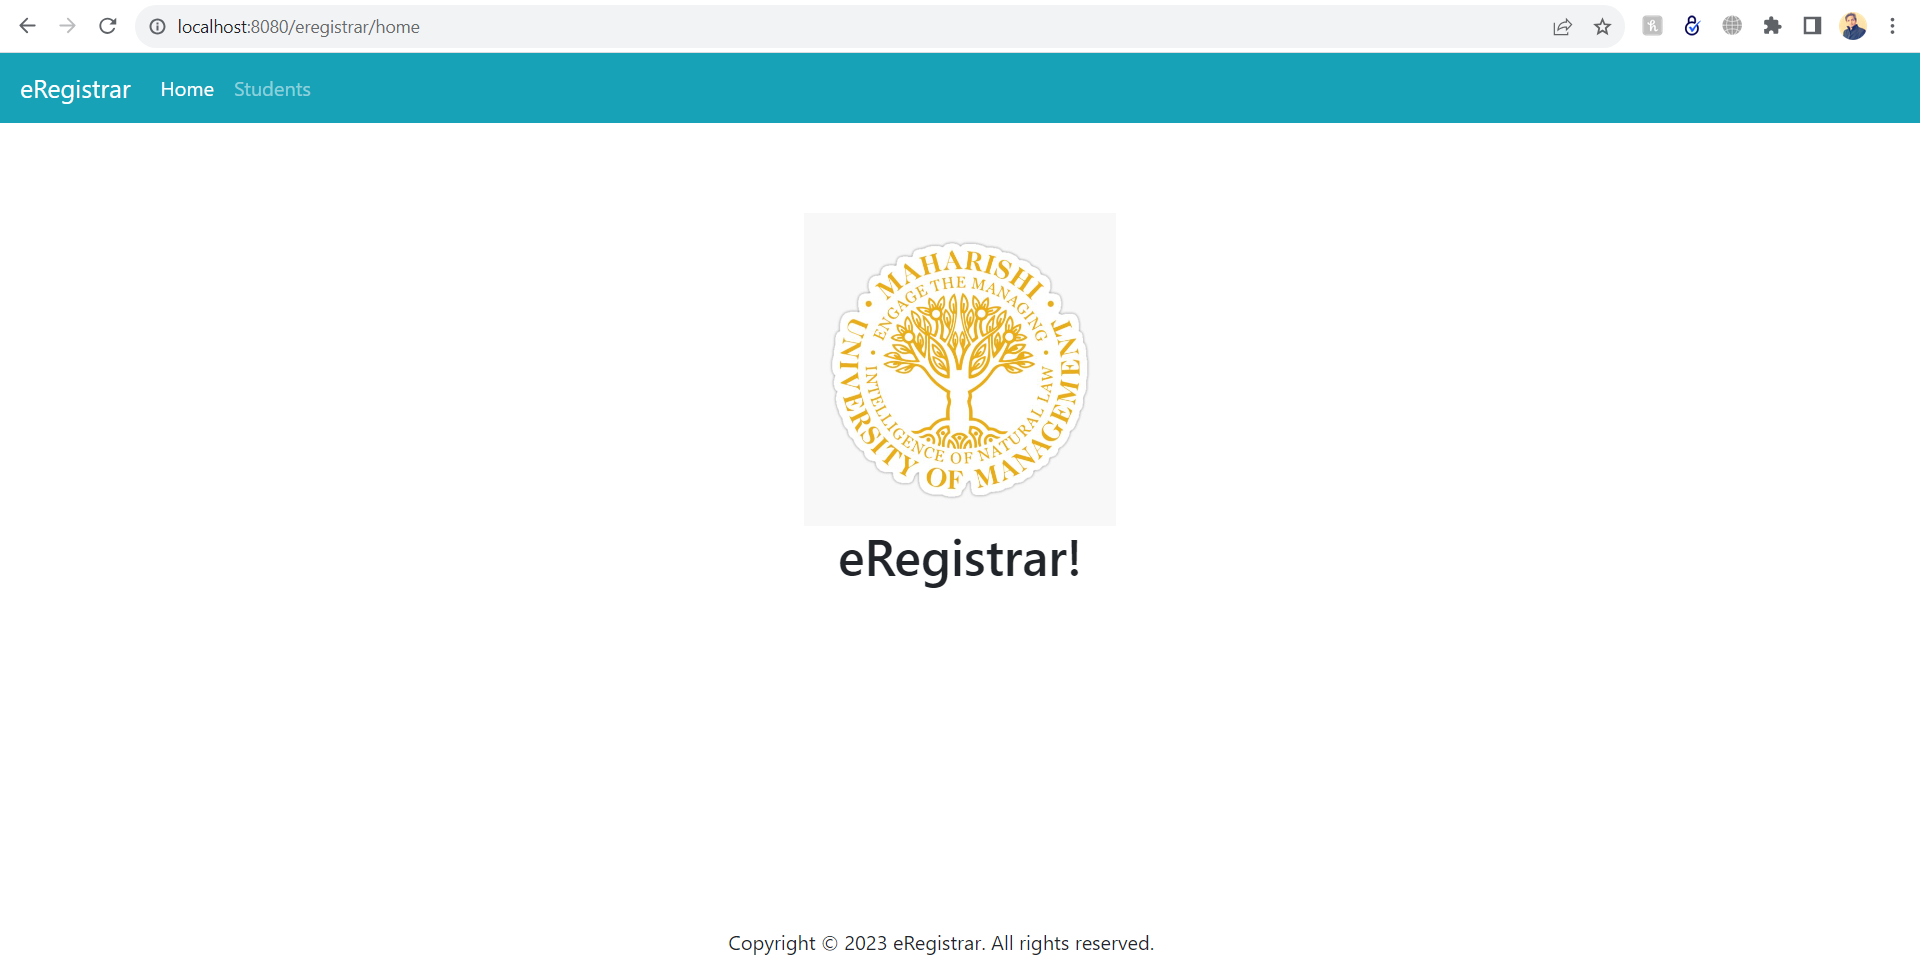 localhost:8080/eregistrar/home
eRegistrar Home Students
• MAHARISHI •
UNIVERSITY OF MANAGEMENT
• ENGAGE THE MANAGING •
INTELLIGENCE OF NATURAL LAW
eRegistrar!
Copyright © 2023 eRegistrar. All rights reserved.